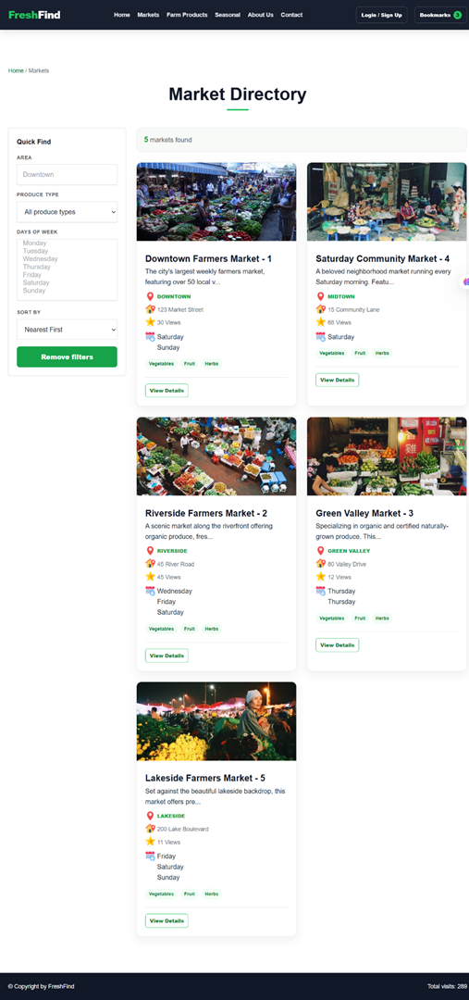 FreshFind
Home Markets Farm Products Seasonal About Us Contact
Login / Sign Up
Bookmarks 3
Home / Markets
Market Directory
Quick Find
AREA
Downtown
PRODUCE TYPE
All produce types
DAYS OF WEEK
Monday
Tuesday
Wednesday
Thursday
Friday
Saturday
Sunday
SORT BY
Nearest First
Remove filters
5 markets found
Downtown Farmers Market - 1
The city's largest weekly farmers market,
featuring over 50 local v...
DOWNTOWN
123 Market Street
30 Views
Saturday
Sunday
Vegetables Fruit Herbs
View Details
Saturday Community Market - 4
A beloved neighborhood market running every
Saturday morning. Featu...
MIDTOWN
15 Community Lane
68 Views
Saturday
Vegetables Fruit Herbs
View Details
Riverside Farmers Market - 2
A scenic market along the riverfront offering
organic produce, fres...
RIVERSIDE
45 River Road
45 Views
Wednesday
Friday
Saturday
Vegetables Fruit Herbs
View Details
Green Valley Market - 3
Specializing in organic and certified naturally-
grown produce. This...
GREEN VALLEY
80 Valley Drive
12 Views
Thursday
Thursday
Vegetables Fruit Herbs
View Details
Lakeside Farmers Market - 5
Set against the beautiful lakeside backdrop, this
market offers pre...
LAKESIDE
200 Lake Boulevard
11 Views
Friday
Saturday
Sunday
Vegetables Fruit Herbs
View Details
© Copyright by FreshFind
Total visits: 289